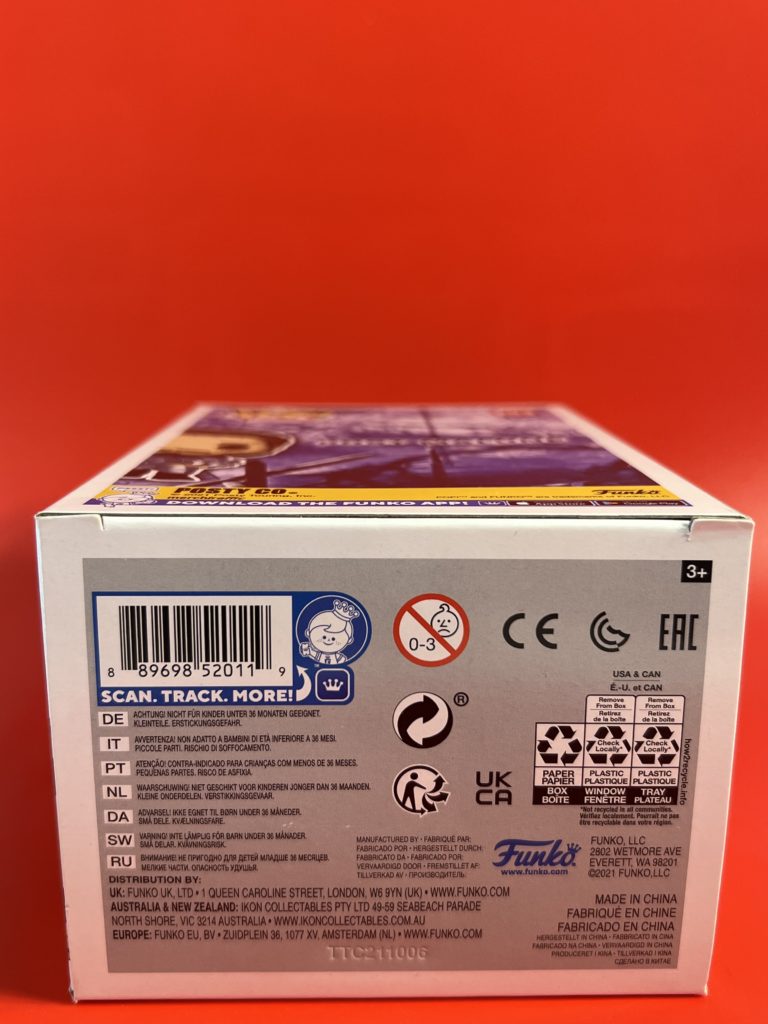 POSTY CO™
Funko
DOWNLOAD THE FUNKO APP!
App Store
Google Play
3+
8 89698 52011 9
SCAN. TRACK. MORE!
0-3
CE
EAC
DE ACHTUNG! NICHT FÜR KINDER UNTER 36 MONATEN GEEIGNET.
KLEINTEILE. ERSTICKUNGSGEFAHR.
IT AVVERTENZA! NON ADATTO A BAMBINI DI ETÀ INFERIORE A 36 MESI.
PICCOLE PARTI. RISCHIO DI SOFFOCAMENTO.
PT ATENÇÃO! CONTRA-INDICADO PARA CRIANÇAS COM MENOS DE 36 MESES.
PEQUENAS PARTES. RISCO DE ASFIXIA.
NL WAARSCHUWING! NIET GESCHIKT VOOR KINDEREN JONGER DAN 36 MAANDEN.
KLEINE ONDERDELEN. VERSTIKKINGSGEVAAR.
DA ADVARSEL! IKKE EGNET TIL BØRN UNDER 36 MÅNEDER.
SMÅ DELE. KVÆLNINGSFARE.
SW VARNING! INTE LÄMPLIG FÖR BARN UNDER 36 MÅNADER.
SMÅ DELAR. KVÄVNINGSRISK.
RU ВНИМАНИЕ! НЕ ПРИГОДНО ДЛЯ ДЕТЕЙ МЛАДШЕ 36 МЕСЯЦЕВ.
МЕЛКИЕ ЧАСТИ. ОПАСНОСТЬ УДУШЬЯ.
®
UK
CA
USA & CAN
É.-U. et CAN
Remove From Box
Retirez de la boîte
Remove From Box
Retirez de la boîte
Check Locally*
Check Locally*
PAPER PAPIER
PLASTIC PLASTIQUE
PLASTIC PLASTIQUE
BOX BOÎTE
WINDOW FENÊTRE
TRAY PLATEAU
*Not recycled in all communities.
Vérifiez localement. Pourrait ne pas
être recyclable dans votre région.
how2recycle.info
MANUFACTURED BY • FABRIQUÉ PAR:
FABRICADO POR • HERGESTELLT DURCH:
FABBRICATO DA • FABRICADO POR:
VERVAARDIGD DOOR • FREMSTILLET AF:
TILLVERKAD AV • ПРОИЗВОДИТЕЛЬ:
Funko
www.funko.com
FUNKO, LLC
2802 WETMORE AVE
EVERETT, WA 98201
©2021 FUNKO,LLC
DISTRIBUTION BY:
UK: FUNKO UK, LTD • 1 QUEEN CAROLINE STREET, LONDON, W6 9YN (UK) • WWW.FUNKO.COM
AUSTRALIA & NEW ZEALAND: IKON COLLECTABLES PTY LTD 49-59 SEABEACH PARADE
NORTH SHORE, VIC 3214 AUSTRALIA • WWW.IKONCOLLECTABLES.COM.AU
EUROPE: FUNKO EU, BV • ZUIDPLEIN 36, 1077 XV, AMSTERDAM (NL) • WWW.FUNKO.COM
MADE IN CHINA
FABRIQUÉ EN CHINE
FABRICADO EN CHINA
HERGESTELLT IN CHINA • FABBRICATO IN CINA
FABRICADO NA CHINA • VERVAARDIGD IN CHINA
PRODUCERET I KINA • TILLVERKAD I KINA
СДЕЛАНО В КИТАЕ
TTC211006